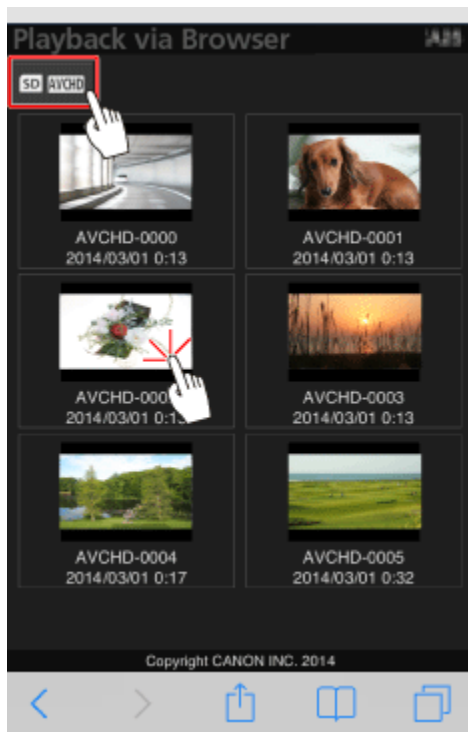 Playback via Browser
SD AVCHD
AVCHD-0000
2014/03/01 0:13
AVCHD-0001
2014/03/01 0:13
AVCHD-000
2014/03/01 0:1
AVCHD-0003
2014/03/01 0:13
AVCHD-0004
2014/03/01 0:17
AVCHD-0005
2014/03/01 0:32
Copyright CANON INC. 2014